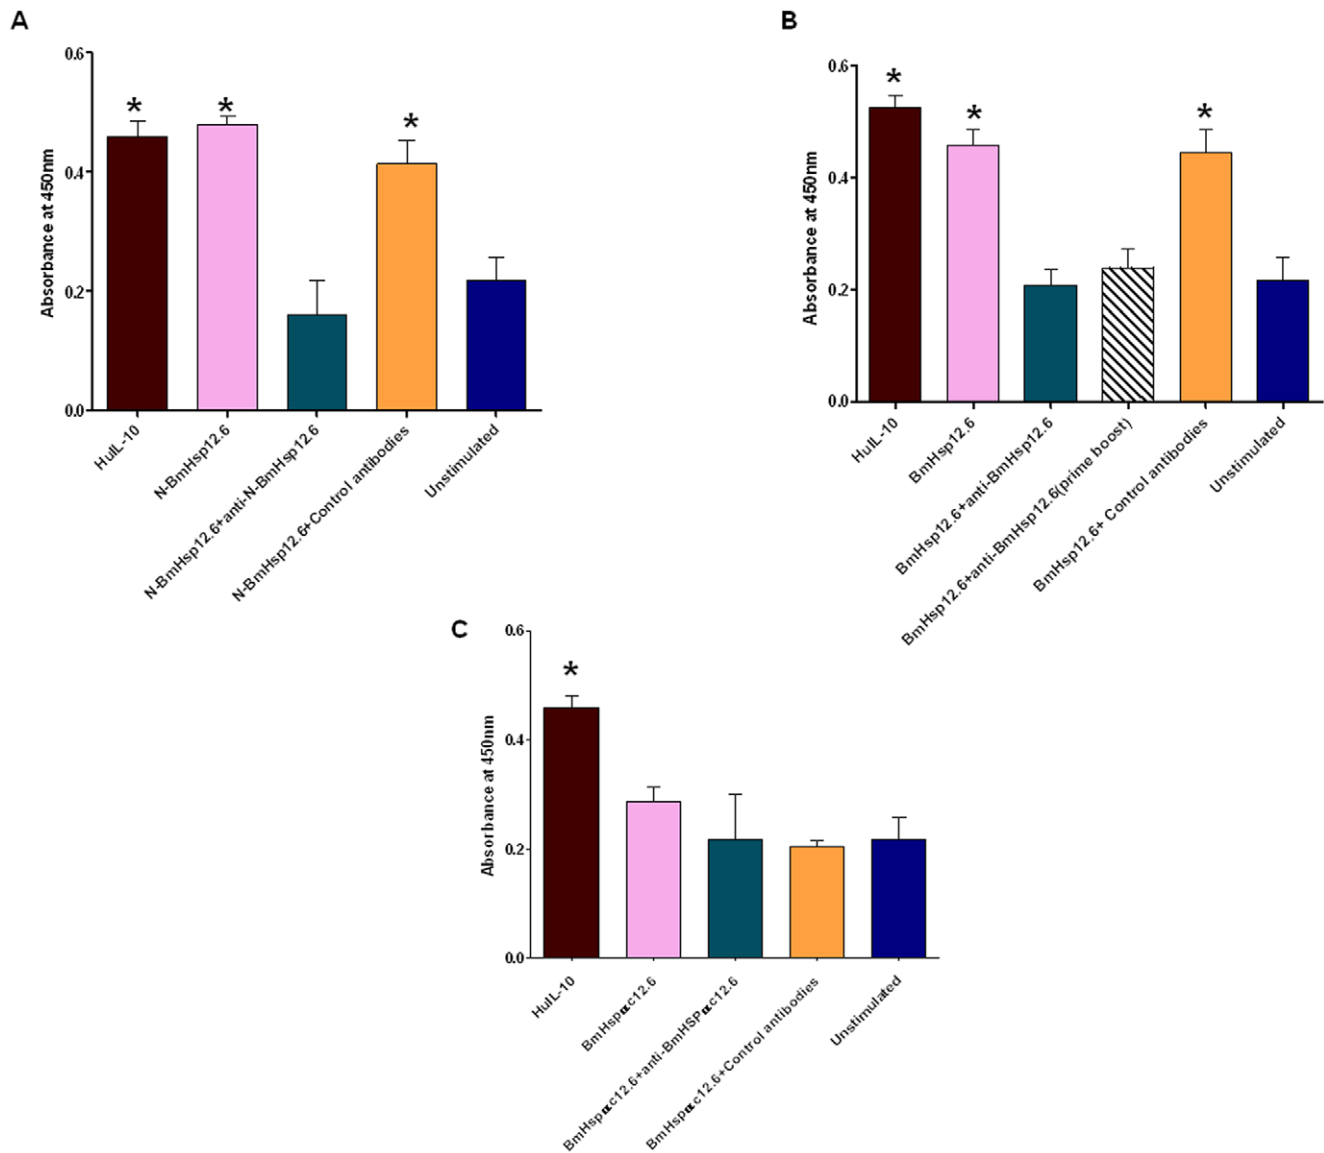 A
0.6
0.4
0.2
0.0
Absorbance at 450nm
*
*
*
HuIL-10
N-BmHsp12.6
N-BmHsp12.6+anti-N-BmHsp12.6
N-BmHsp12.6+Control antibodies
Unstimulated
B
0.6
0.4
0.2
0.0
Absorbance at 450nm
*
*
*
HuIL-10
BmHsp12.6
BmHsp12.6+anti-BmHsp12.6
BmHsp12.6+anti-BmHsp12.6(prime boost)
BmHsp12.6+ Control antibodies
Unstimulated
C
0.6
0.4
0.2
0.0
Absorbance at 450nm
*
HuIL-10
BmHspαc12.6
BmHspαc12.6+anti-BmHSPαc12.6
BmHspαc12.6+Control antibodies
Unstimulated